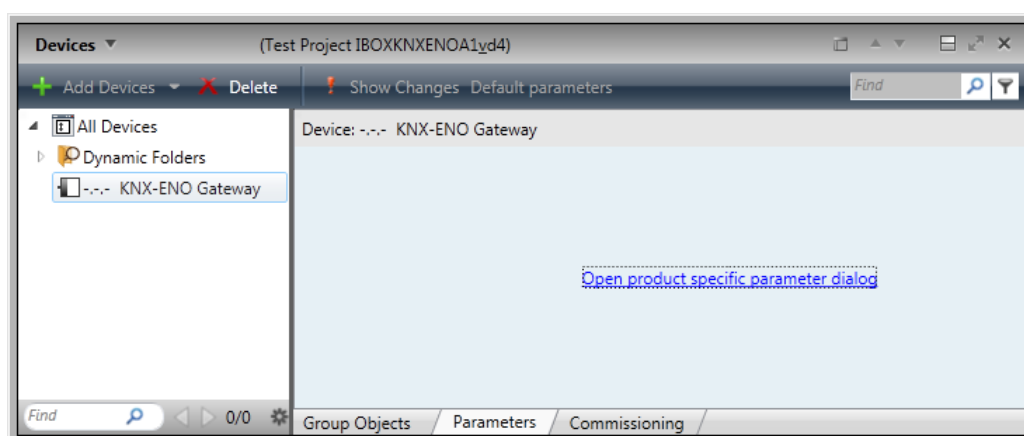 Devices (Test Project IBOXKNXENOA1vd4)
Add Devices Delete Show Changes Default parameters Find
All Devices
Dynamic Folders
-.-.- KNX-ENO Gateway
Device: -.-.- KNX-ENO Gateway
Open product specific parameter dialog
Find 0/0
Group Objects Parameters Commissioning